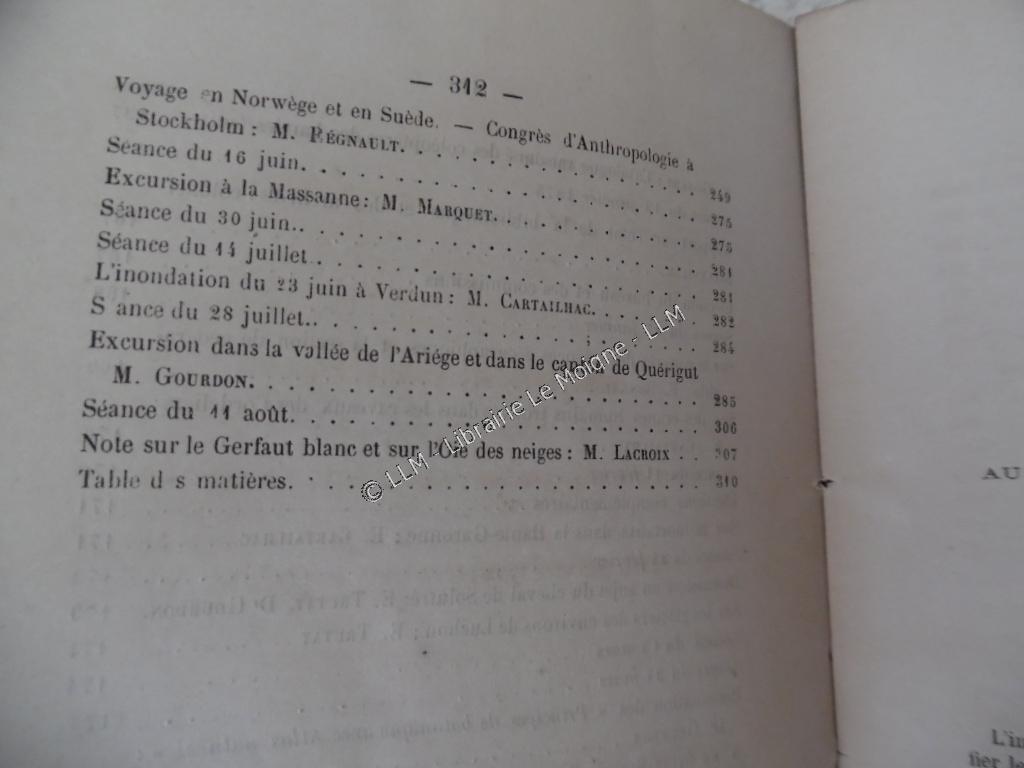 — 312 —
Voyage en Norwège et en Suède. — Congrès d'Anthropologie à
Stockholm : M. RÉGNAULT. . . . . . . . . . . . . . . . 249
Séance du 16 juin. . . . . . . . . . . . . . . . . . . 275
Excursion à la Massanne : M. MARQUET. . . . . . . . . . . 275
Séance du 30 juin. . . . . . . . . . . . . . . . . . . 281
Séance du 14 juillet . . . . . . . . . . . . . . . . . 281
L'inondation du 23 juin à Verdun : M. CARTAILHAC. . . . . . . 282
S ance du 28 juillet. . . . . . . . . . . . . . . . . . 284
Excursion dans la vallée de l'Ariége et dans le canton de Quérigut
M. GOURDON. . . . . . . . . . . . . . . . . . . . . 285
Séance du 11 août. . . . . . . . . . . . . . . . . . . 306
Note sur le Gerfaut blanc et sur l'Oie des neiges : M. LACROIX . . 307
Table d s matières. . . . . . . . . . . . . . . . . . . 310
© LLM - Librairie Le Moigne - LLM
AU
L'in
fier le